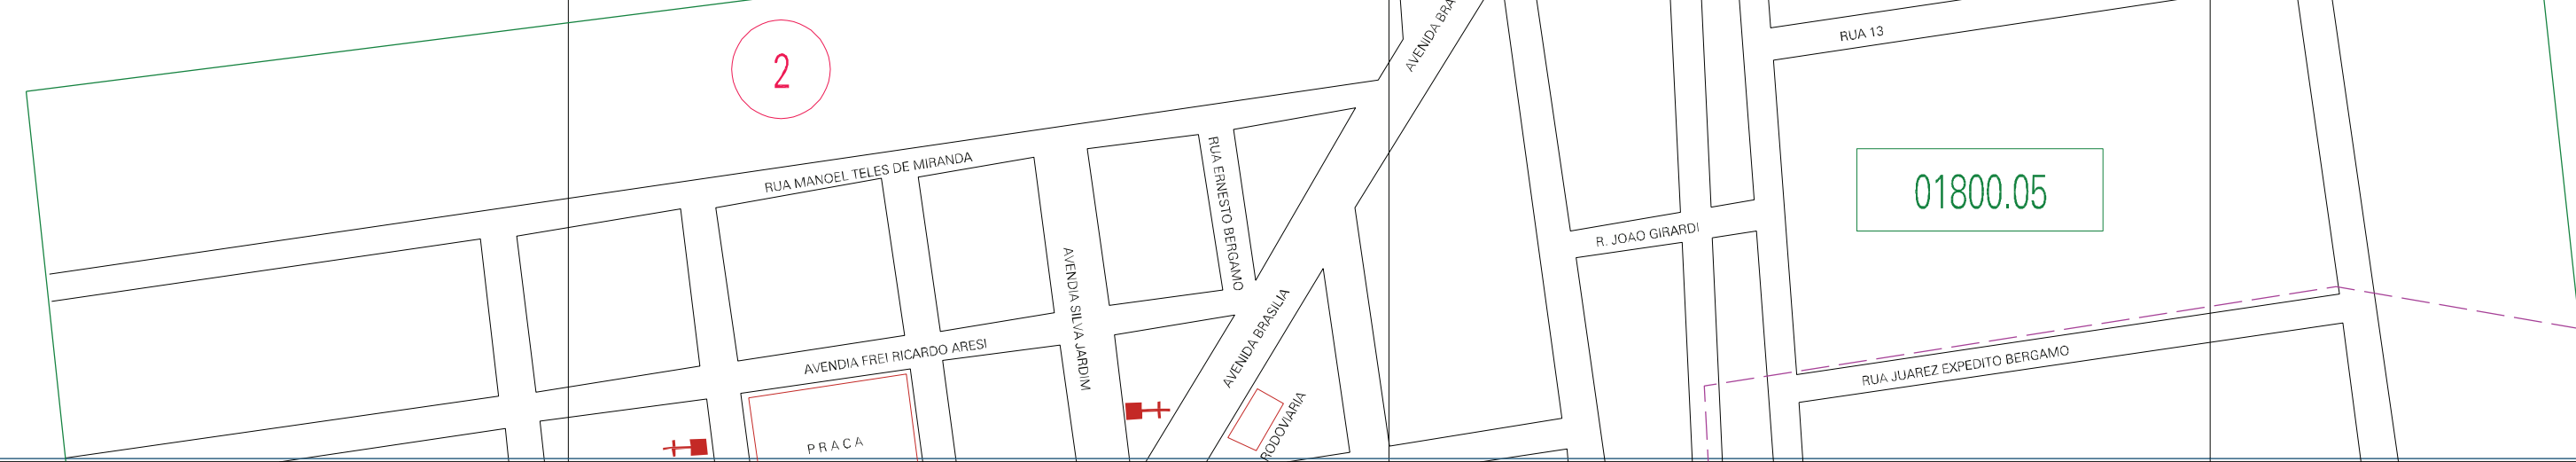 AVENIDA BRA
RUA 13
2
RUA MANOEL TELES DE MIRANDA
RUA ERNESTO BERGAMO
01800.05
R. JOAO GIRARDI
AVENDIA SILVA JARDIM
AVENIDA BRASILIA
AVENDIA FREI RICARDO ARESI
RUA JUAREZ EXPEDITO BERGAMO
RODOVIARIA
PRACA